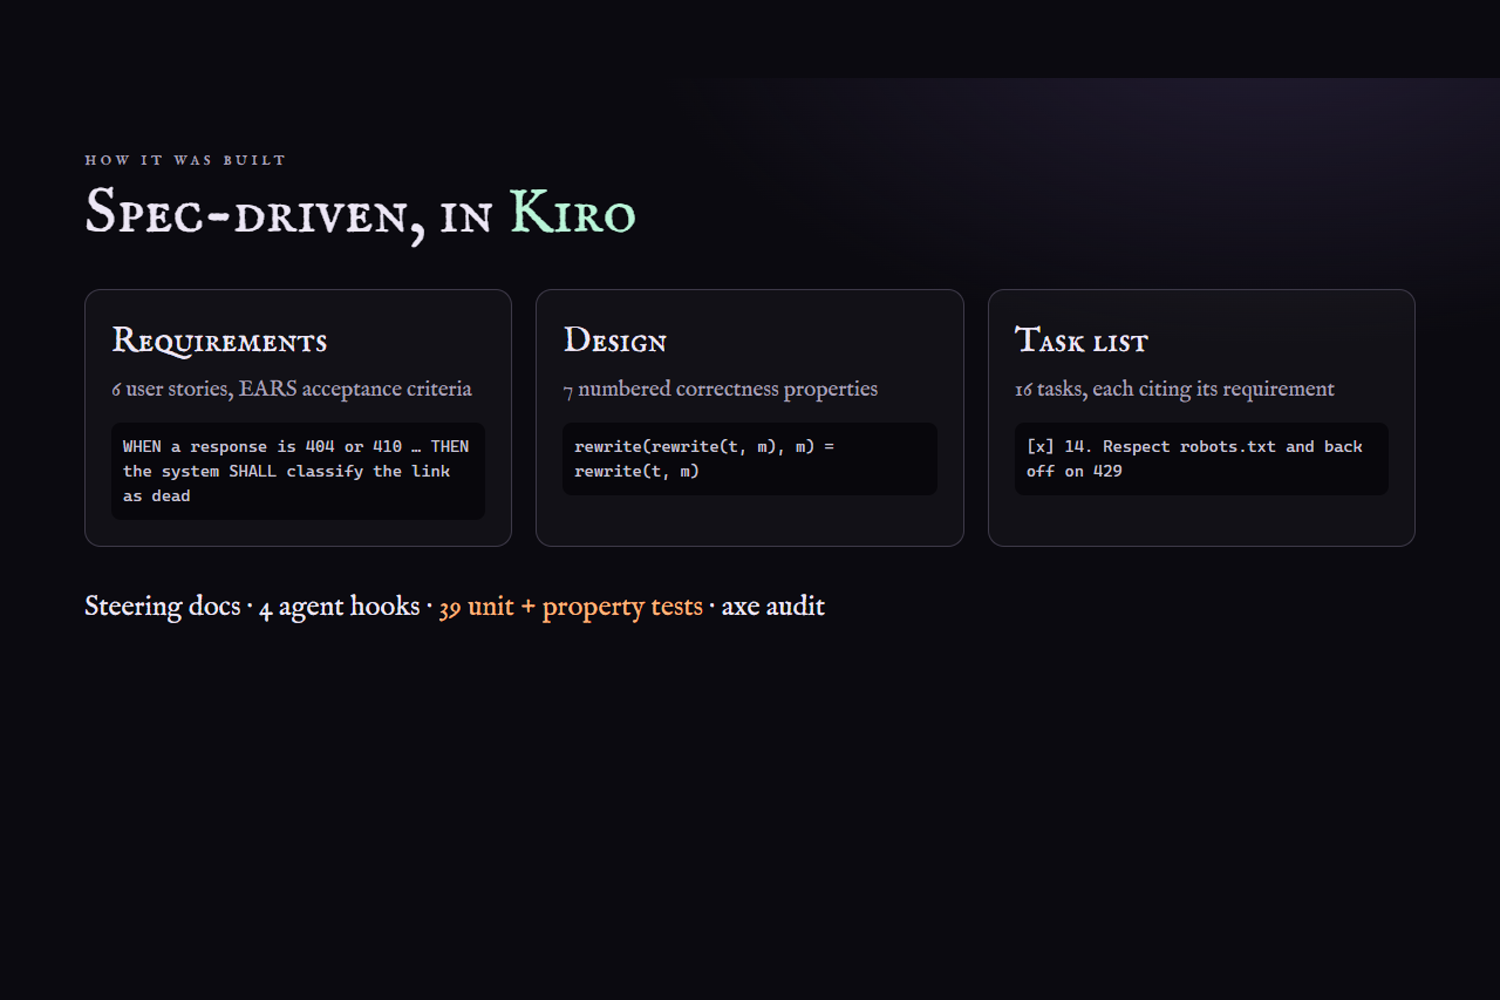 HOW IT WAS BUILT
Spec-driven, in Kiro
Requirements
6 user stories, EARS acceptance criteria
WHEN a response is 404 or 410 … THEN
the system SHALL classify the link
as dead
Design
7 numbered correctness properties
rewrite(rewrite(t, m), m) =
rewrite(t, m)
Task list
16 tasks, each citing its requirement
[x] 14. Respect robots.txt and back
off on 429
Steering docs · 4 agent hooks · 39 unit + property tests · axe audit